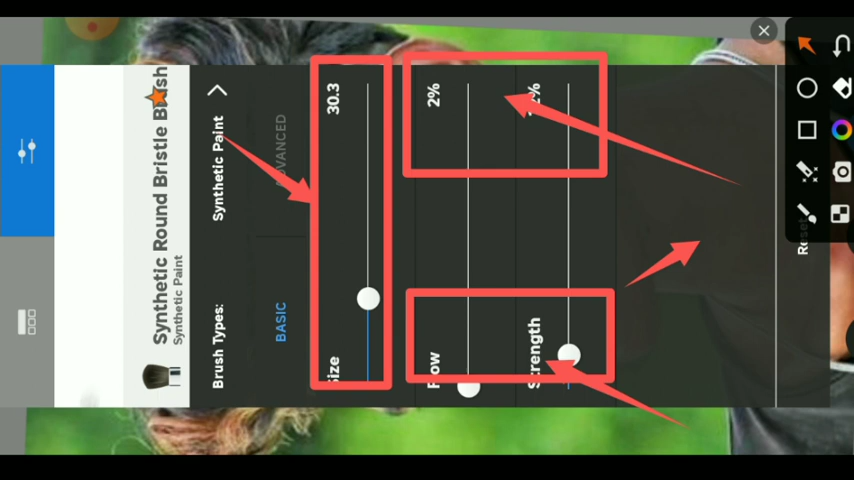 Synthetic Round Bristle Brush
Synthetic Paint
Brush Types:
Synthetic Paint
BASIC
ADVANCED
Size
30.3
Flow
2%
Strength